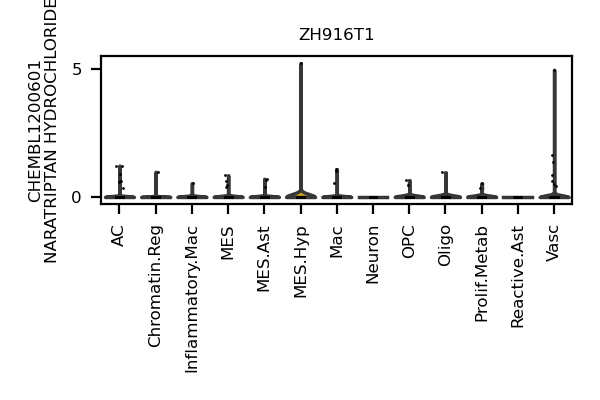 ZH916T1
CHEMBL1200601
NARATRIPTAN HYDROCHLORIDE
5
0
AC
Chromatin.Reg
Inflammatory.Mac
MES
MES.Ast
MES.Hyp
Mac
Neuron
OPC
Oligo
Prolif.Metab
Reactive.Ast
Vasc